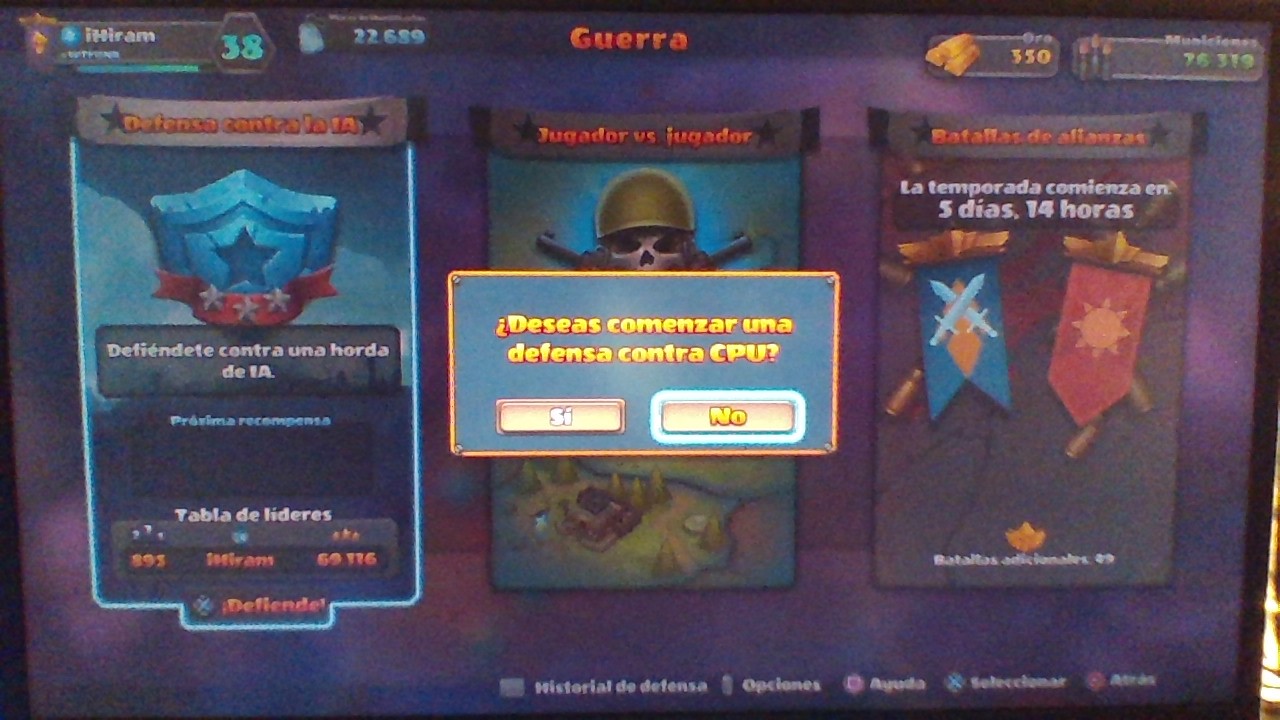 iHiram
38
22 689
Guerra
Oro
350
Municiones
76 319
Defensa contra la IA
Defiéndete contra una horda
de IA.
Próxima recompensa
Tabla de líderes
895 iHiram 69 116
¡Defiende!
Jugador vs jugador
¿Deseas comenzar una
defensa contra CPU?
Sí
No
Batallas de alianzas
La temporada comienza en:
5 días, 14 horas
Batallas adicionales: 49
Historial de defensa
Opciones
Ayuda
Seleccionar
Atrás